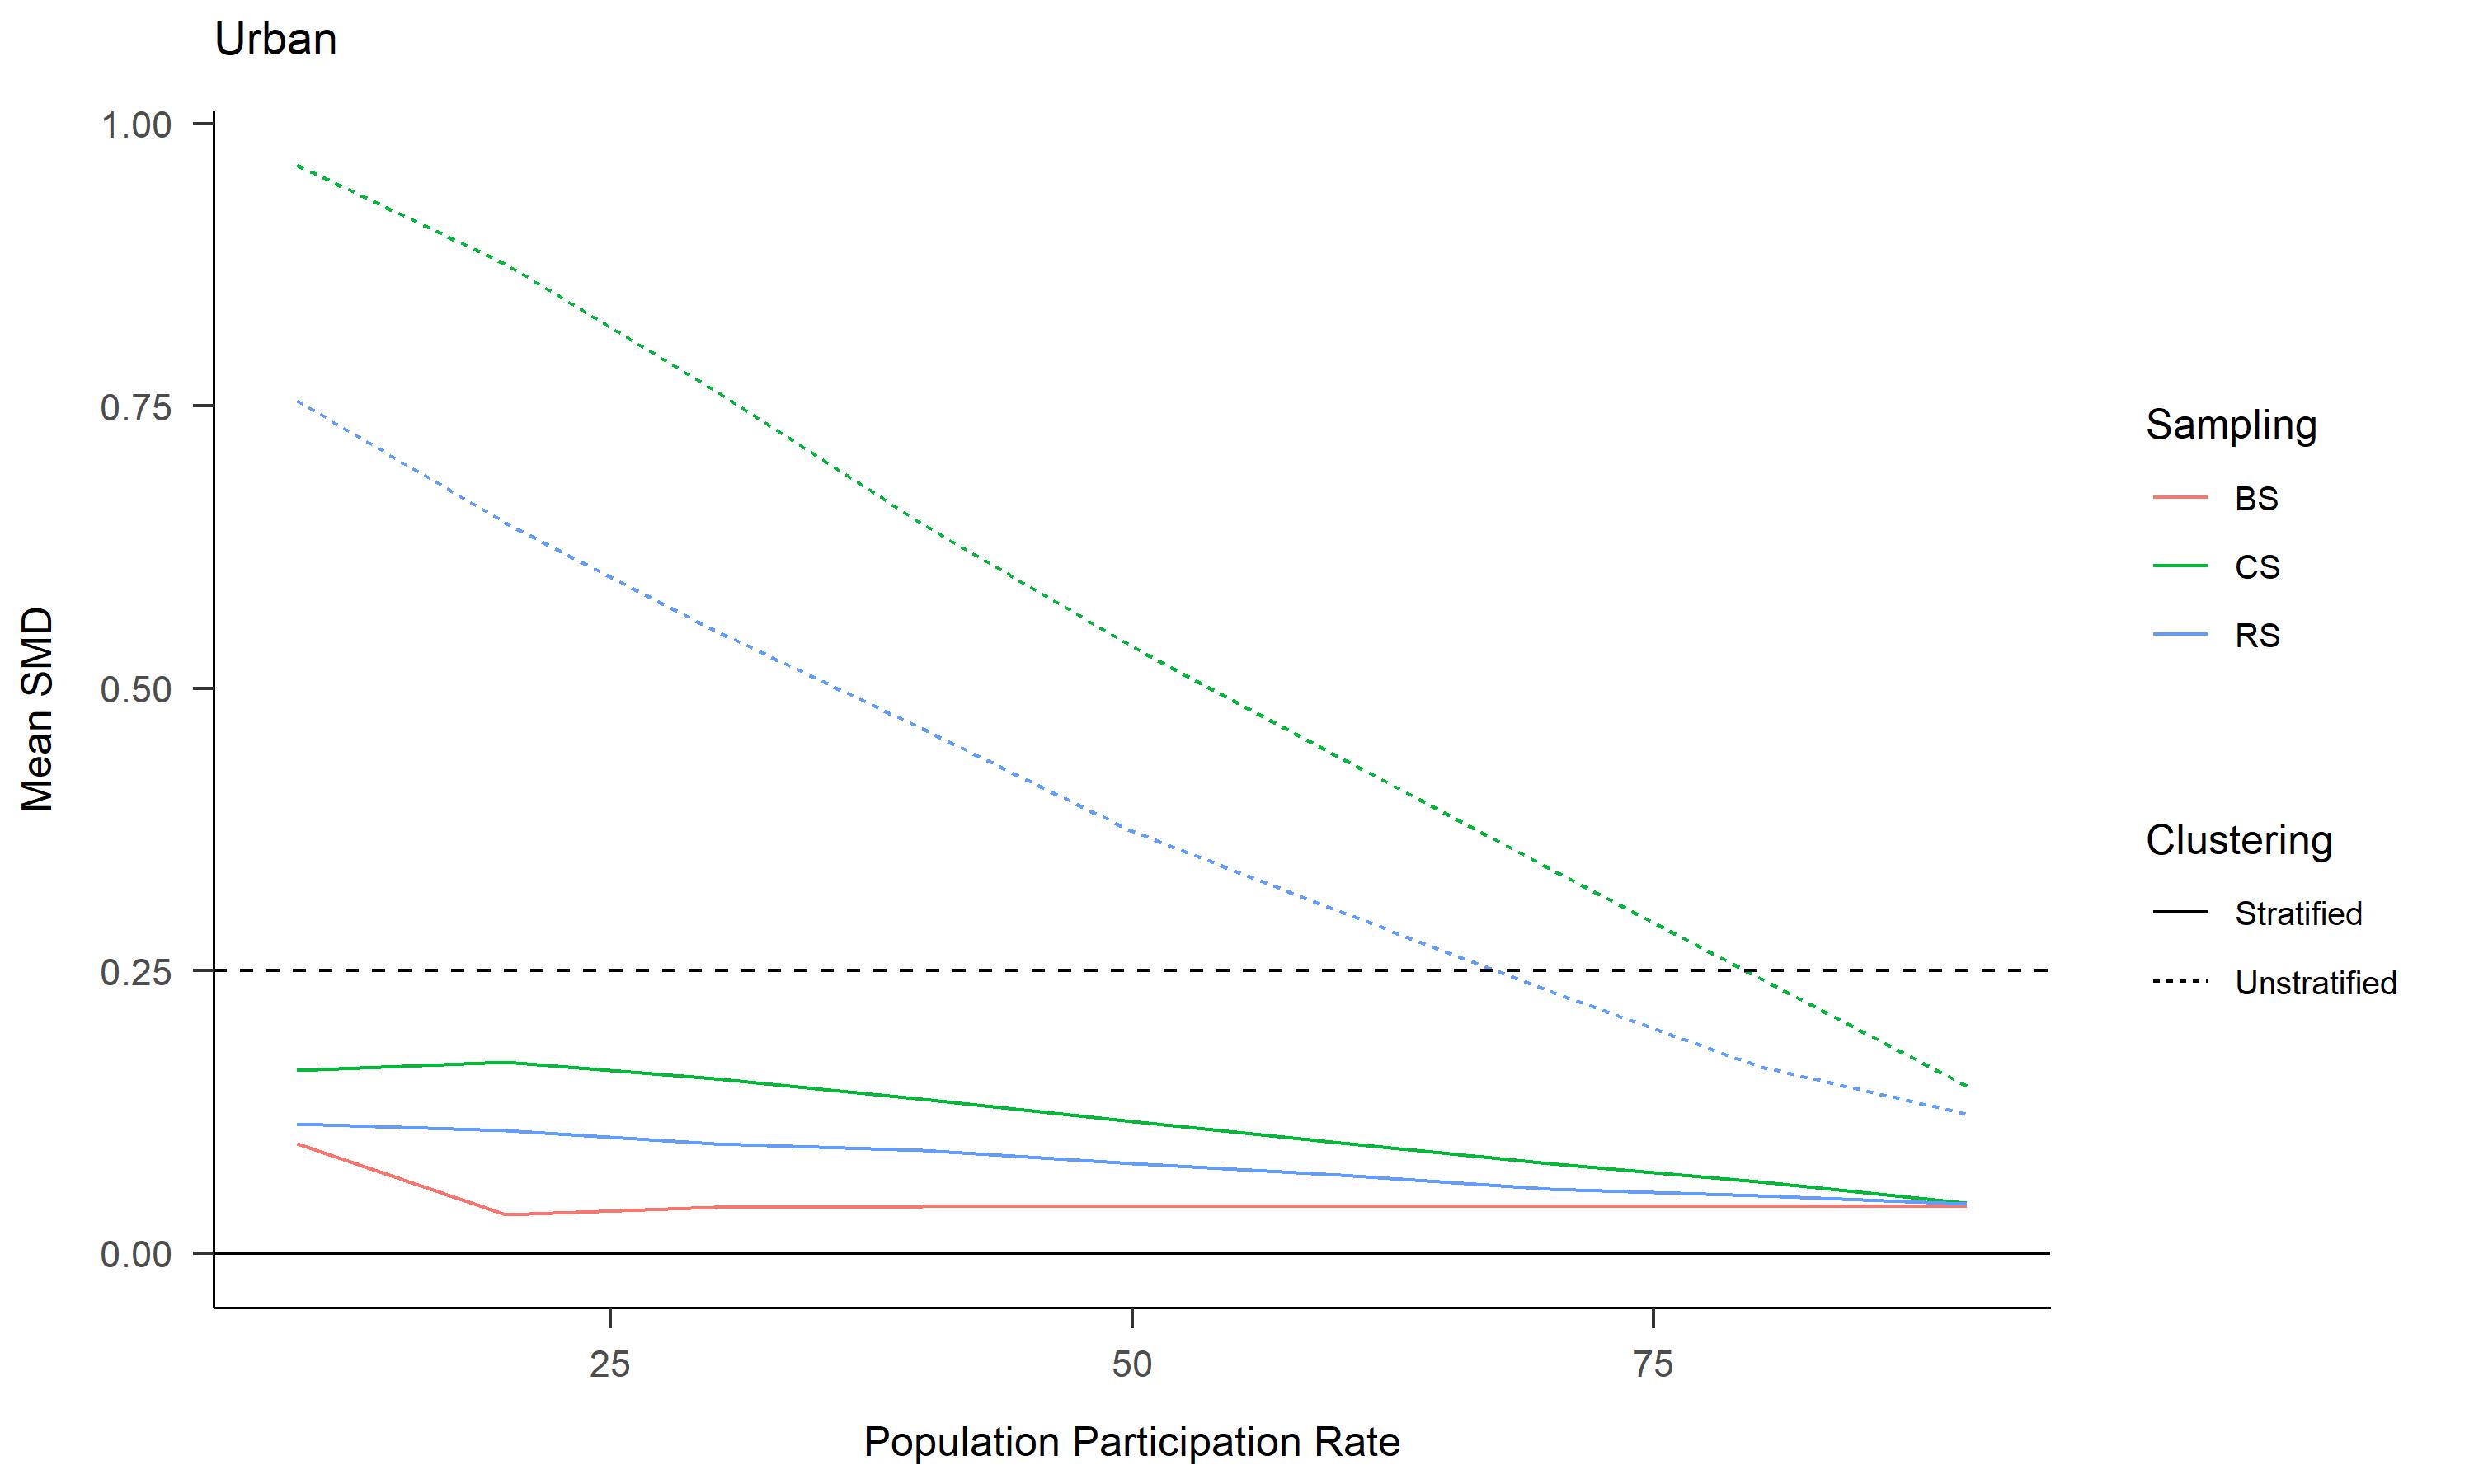 Urban
1.00
0.75
0.50
0.25
0.00
Mean SMD
25
50
75
Population Participation Rate
Sampling
BS
CS
RS
Clustering
Stratified
Unstratified